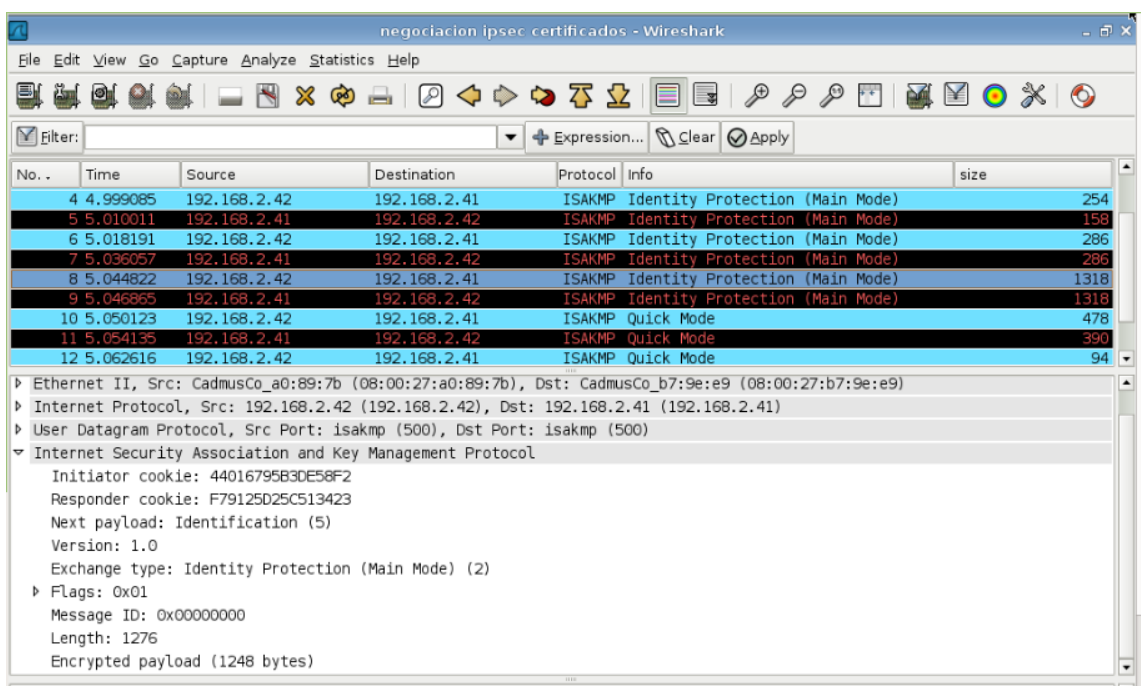 negociacion ipsec certificados - Wireshark
File Edit View Go Capture Analyze Statistics Help
Filter: Expression... Clear Apply
No. . Time Source Destination Protocol Info size
4 4.999085 192.168.2.42 192.168.2.41 ISAKMP Identity Protection (Main Mode) 254
5 5.010011 192.168.2.41 192.168.2.42 ISAKMP Identity Protection (Main Mode) 158
6 5.018191 192.168.2.42 192.168.2.41 ISAKMP Identity Protection (Main Mode) 286
7 5.036057 192.168.2.41 192.168.2.42 ISAKMP Identity Protection (Main Mode) 286
8 5.044822 192.168.2.42 192.168.2.41 ISAKMP Identity Protection (Main Mode) 1318
9 5.046865 192.168.2.41 192.168.2.42 ISAKMP Identity Protection (Main Mode) 1318
10 5.050123 192.168.2.42 192.168.2.41 ISAKMP Quick Mode 478
11 5.054135 192.168.2.41 192.168.2.42 ISAKMP Quick Mode 390
12 5.062616 192.168.2.42 192.168.2.41 ISAKMP Quick Mode 94
Ethernet II, Src: CadmusCo_a0:89:7b (08:00:27:a0:89:7b), Dst: CadmusCo_b7:9e:e9 (08:00:27:b7:9e:e9)
Internet Protocol, Src: 192.168.2.42 (192.168.2.42), Dst: 192.168.2.41 (192.168.2.41)
User Datagram Protocol, Src Port: isakmp (500), Dst Port: isakmp (500)
Internet Security Association and Key Management Protocol
Initiator cookie: 44016795B3DE58F2
Responder cookie: F79125D25C513423
Next payload: Identification (5)
Version: 1.0
Exchange type: Identity Protection (Main Mode) (2)
Flags: 0x01
Message ID: 0x00000000
Length: 1276
Encrypted payload (1248 bytes)